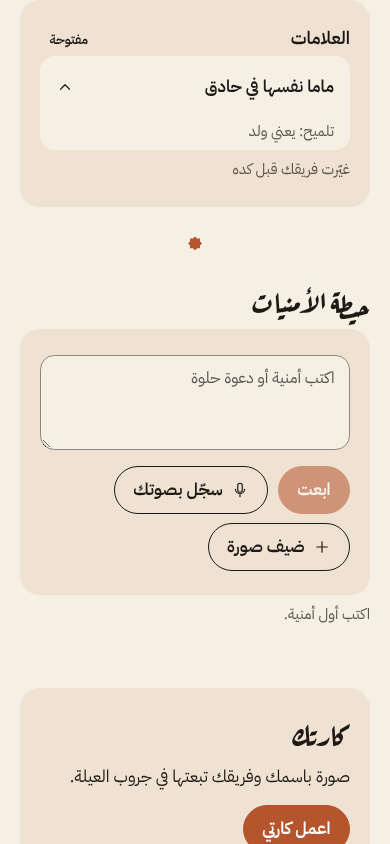 العلامات
مفتوحة
ماما نفسها في حادق
تلميح: يعني ولد
غيّرت فريقك قبل كده
حيطة الأمنيات
اكتب أمنية أو دعوة حلوة
ابعت
سجّل بصوتك
ضيف صورة
اكتب أول أمنية.
كارتك
صورة باسمك وفريقك تبعتها في جروب العيلة.
اعمل كارتي